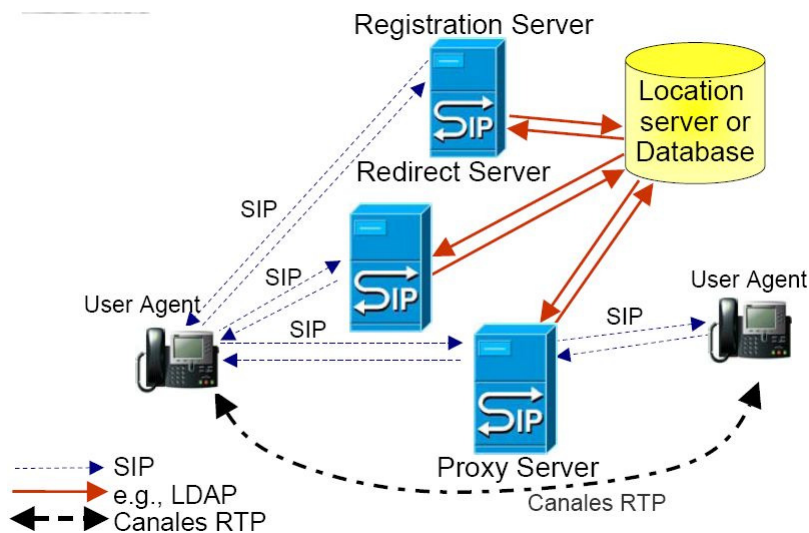 Registration Server
Location
server or
Database
SIP
Redirect Server
SIP
SIP
SIP
User Agent
SIP
SIP
User Agent
SIP
SIP
Proxy Server
Canales RTP
SIP
e.g., LDAP
Canales RTP